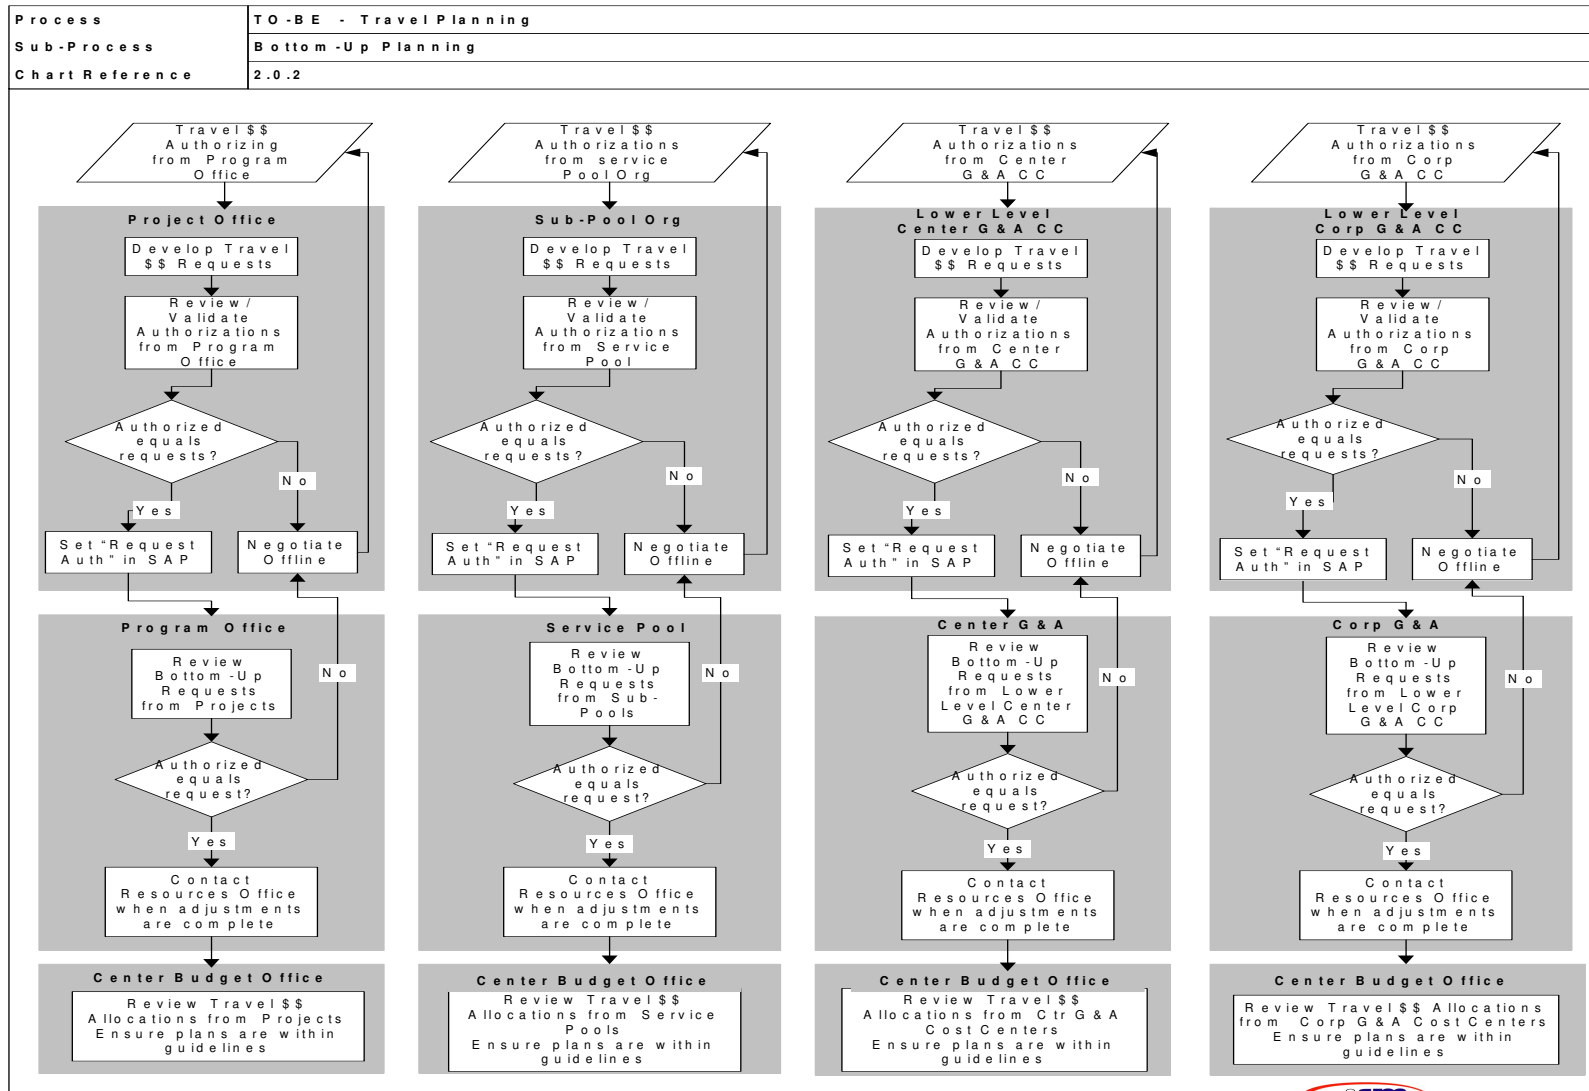 Process
TO-BE - Travel Planning
Sub-Process
Bottom-Up Planning
Chart Reference
2.0.2
Travel $$
Authorizing
from Program
Office
Project Office
Develop Travel
$$ Requests
Review/
Validate
Authorizations
from Program
Office
Authorized
equals
requests?
No
Yes
Set “Request
Auth” in SAP
Negotiate
Offline
Program Office
Review
Bottom-Up
Requests
from Projects
No
Authorized
equals
request?
Yes
Contact
Resources Office
when adjustments
are complete
Center Budget Office
Review Travel $$
Allocations from Projects
Ensure plans are within
guidelines
Travel $$
Authorizations
from service
Pool Org
Sub-Pool Org
Develop Travel
$$ Requests
Review/
Validate
Authorizations
from Service
Pool
Authorized
equals
requests?
No
Yes
Set “Request
Auth” in SAP
Negotiate
Offline
Service Pool
Review
Bottom-Up
Requests
from Sub-
Pools
No
Authorized
equals
request?
Yes
Contact
Resources Office
when adjustments
are complete
Center Budget Office
Review Travel $$
Allocations from Service
Pools
Ensure plans are within
guidelines
Travel $$
Authorizations
from Center
G&A CC
Lower Level
Center G&A CC
Develop Travel
$$ Requests
Review/
Validate
Authorizations
from Center
G&A CC
Authorized
equals
requests?
No
Yes
Set “Request
Auth” in SAP
Negotiate
Offline
Center G&A
Review
Bottom-Up
Requests
from Lower
Level Center
G&A CC
No
Authorized
equals
request?
Yes
Contact
Resources Office
when adjustments
are complete
Center Budget Office
Review Travel $$
Allocations from Ctr G&A
Cost Centers
Ensure plans are within
guidelines
Travel $$
Authorizations
from Corp
G&A CC
Lower Level
Corp G&A CC
Develop Travel
$$ Requests
Review/
Validate
Authorizations
from Corp
G&A CC
Authorized
equals
requests?
No
Yes
Set “Request
Auth” in SAP
Negotiate
Offline
Corp G&A
Review
Bottom-Up
Requests
from Lower
Level Corp
G&A CC
No
Authorized
equals
request?
Yes
Contact
Resources Office
when adjustments
are complete
Center Budget Office
Review Travel $$ Allocations
from Corp G&A Cost Centers
Ensure plans are within
guidelines